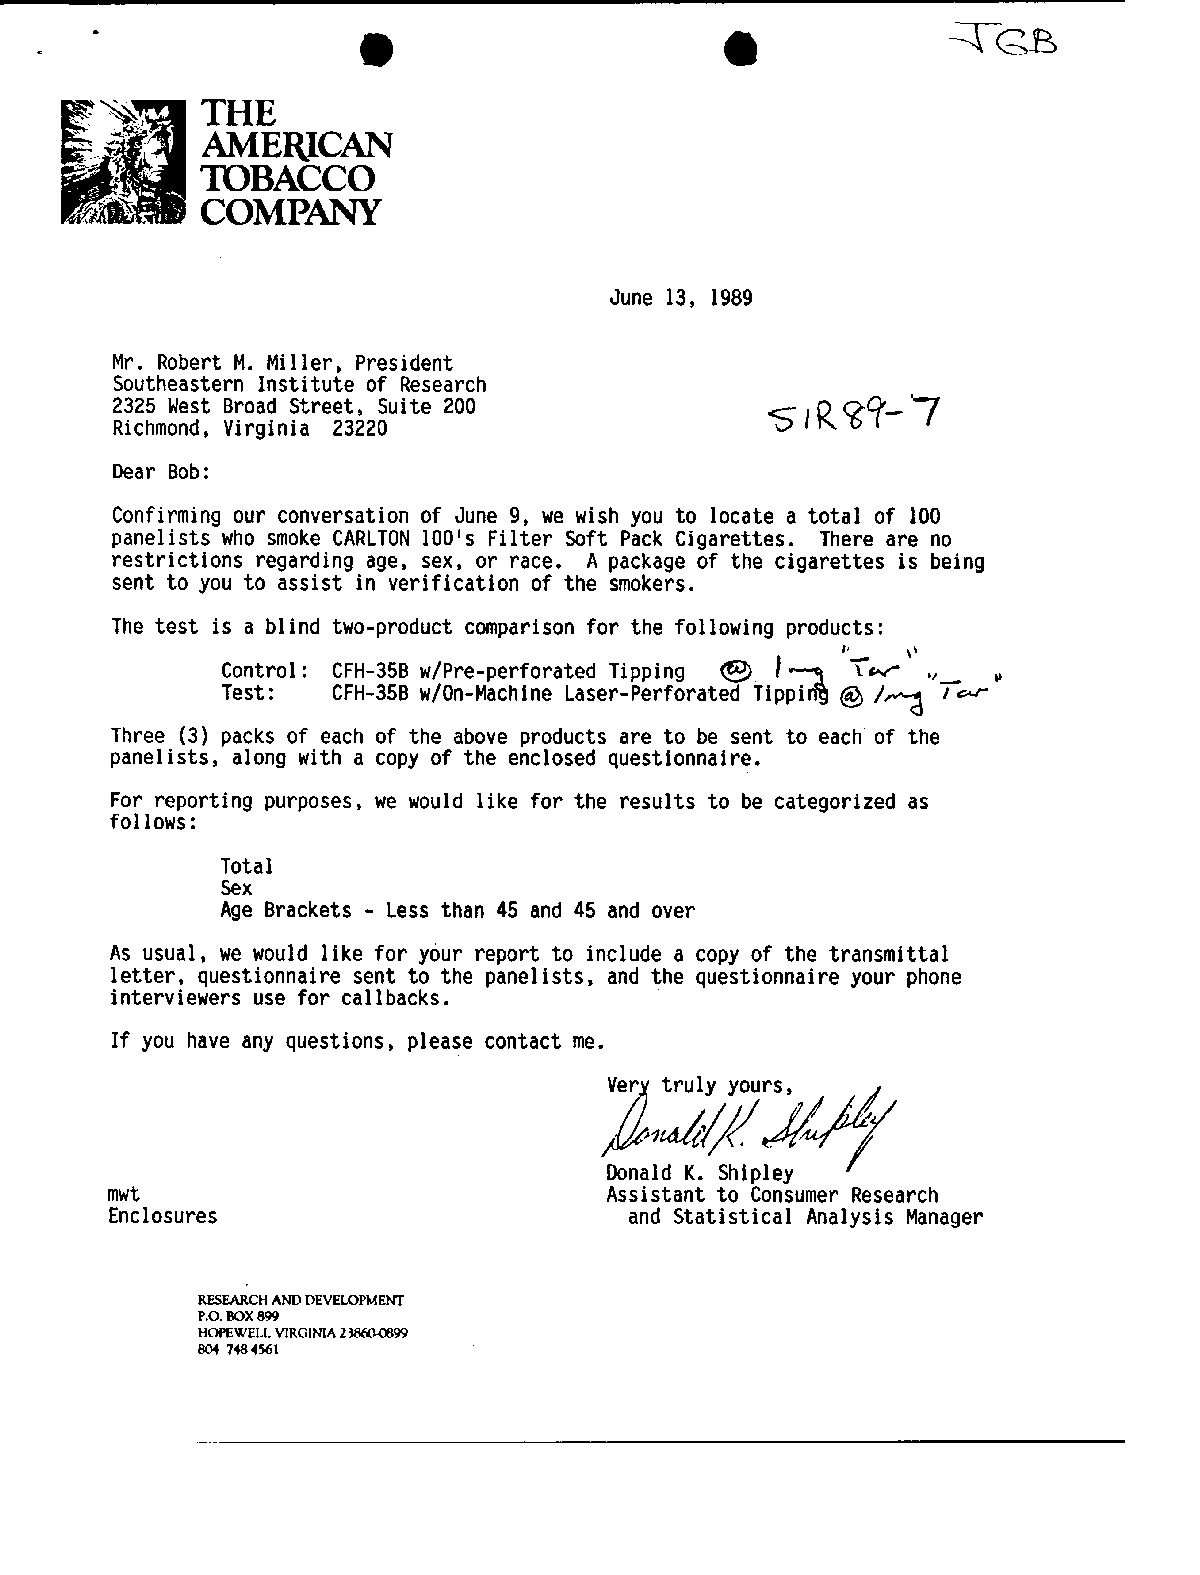 JGB
THE
AMERICAN
TOBACCO
COMPANY
June 13, 1989
Mr. Robert M. Miller, President
Southeastern Institute of Research
2325 West Broad Street, Suite 200
Richmond, Virginia 23220
SIR89-7
Dear Bob:
Confirming our conversation of June 9, we wish you to locate a total of 100
panelists who smoke CARLTON 100's Filter Soft Pack Cigarettes. There are no
restrictions regarding age, sex, or race. A package of the cigarettes is being
sent to you to assist in verification of the smokers.
The test is a blind two-product comparison for the following products:
Control: CFH-35B w/Pre-perforated Tipping @ 1mg "Tar"
Test: CFH-35B w/On-Machine Laser-Perforated Tipping @ 1mg "Tar"
Three (3) packs of each of the above products are to be sent to each of the
panelists, along with a copy of the enclosed questionnaire.
For reporting purposes, we would like for the results to be categorized as
follows:
Total
Sex
Age Brackets - Less than 45 and 45 and over
As usual, we would like for your report to include a copy of the transmittal
letter, questionnaire sent to the panelists, and the questionnaire your phone
interviewers use for callbacks.
If you have any questions, please contact me.
Very truly yours,
Donald K. Shipley
Donald K. Shipley
Assistant to Consumer Research
and Statistical Analysis Manager
mwt
Enclosures
RESEARCH AND DEVELOPMENT
P.O. BOX 899
HOPEWELL VIRGINIA 23860-0899
804 748 4561